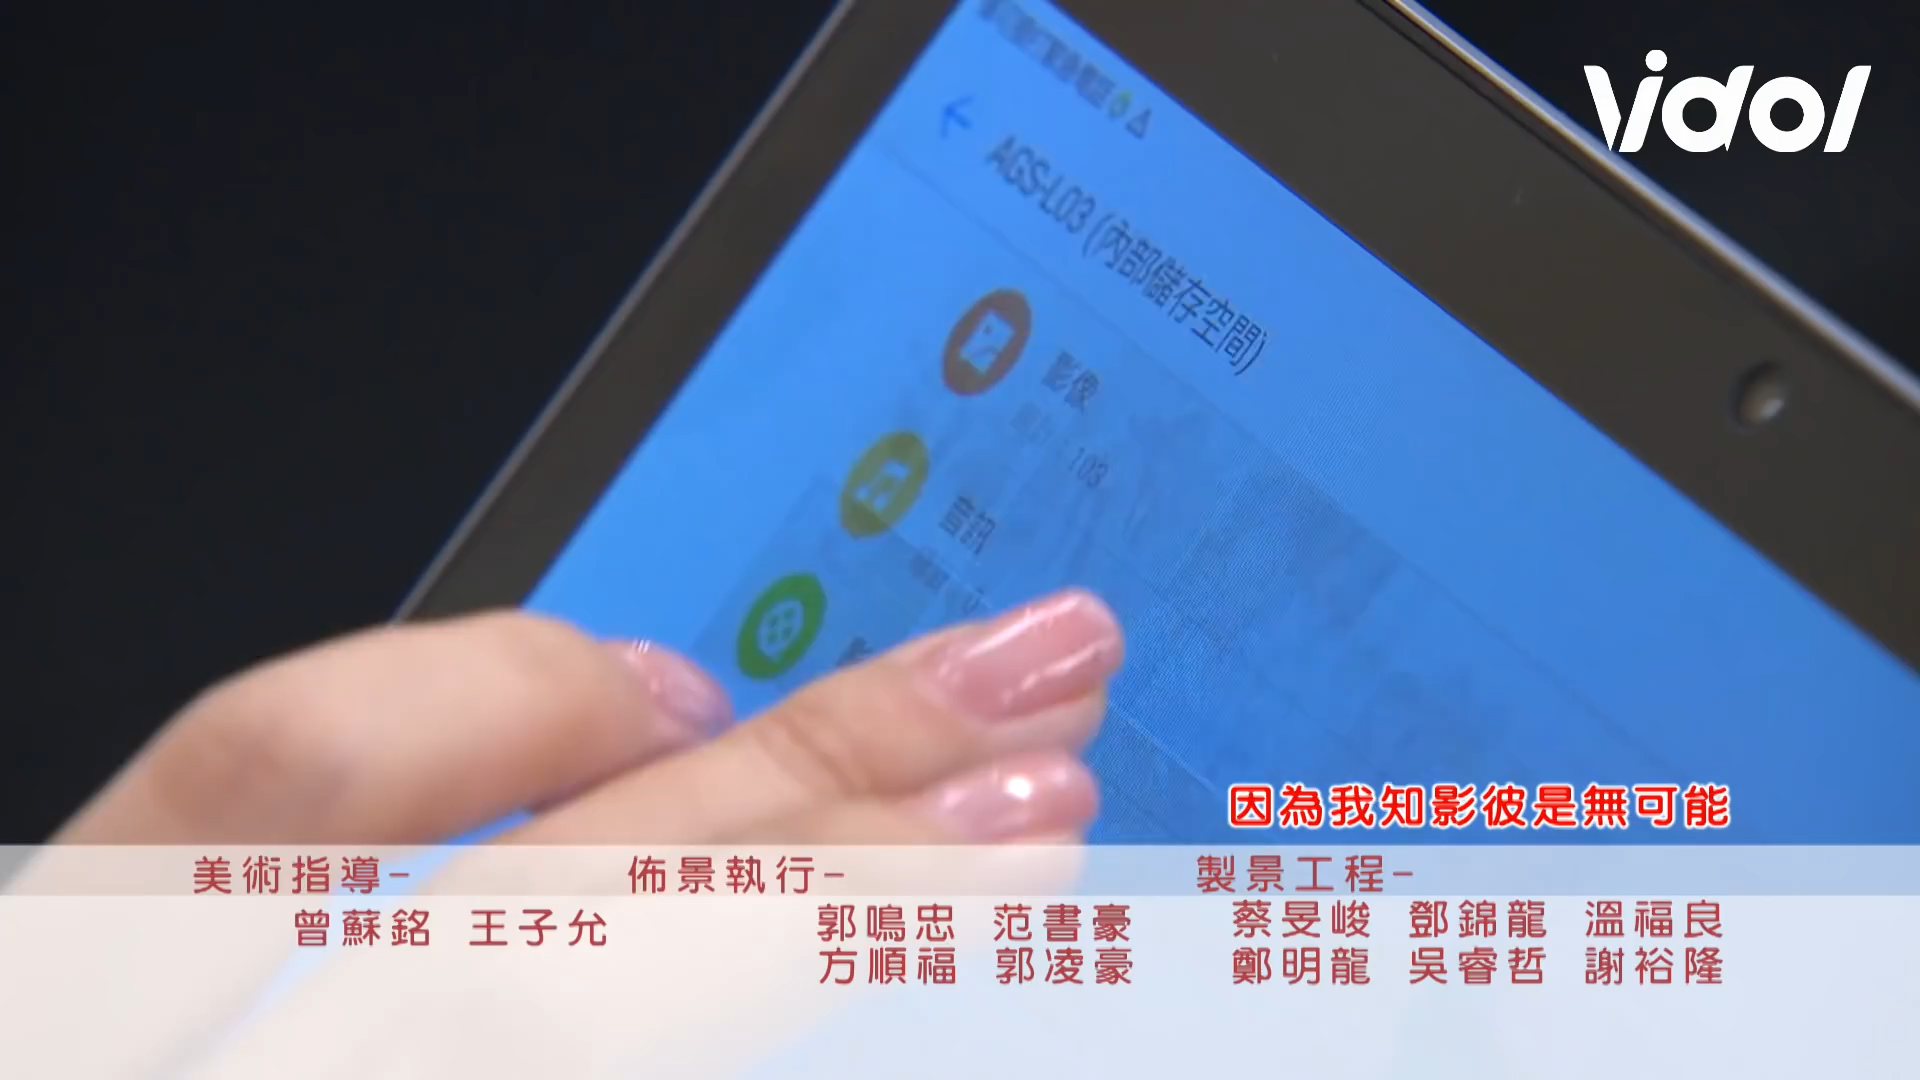 Vidol
AGS-L03 (內部儲存空間)
影像
103
音訊
因為我知影彼是無可能
美術指導-
曾蘇銘 王子允
佈景執行-
郭鳴忠 范書豪
方順福 郭凌豪
製景工程-
蔡旻峻 鄧錦龍 溫福良
鄭明龍 吳睿哲 謝裕隆